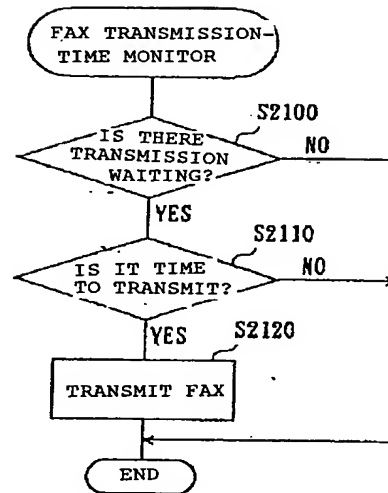 FAX TRANSMISSION-
TIME MONITOR
S2100
IS THERE
TRANSMISSION
WAITING?
NO
YES
S2110
IS IT TIME
TO TRANSMIT?
NO
YES
S2120
TRANSMIT FAX
END